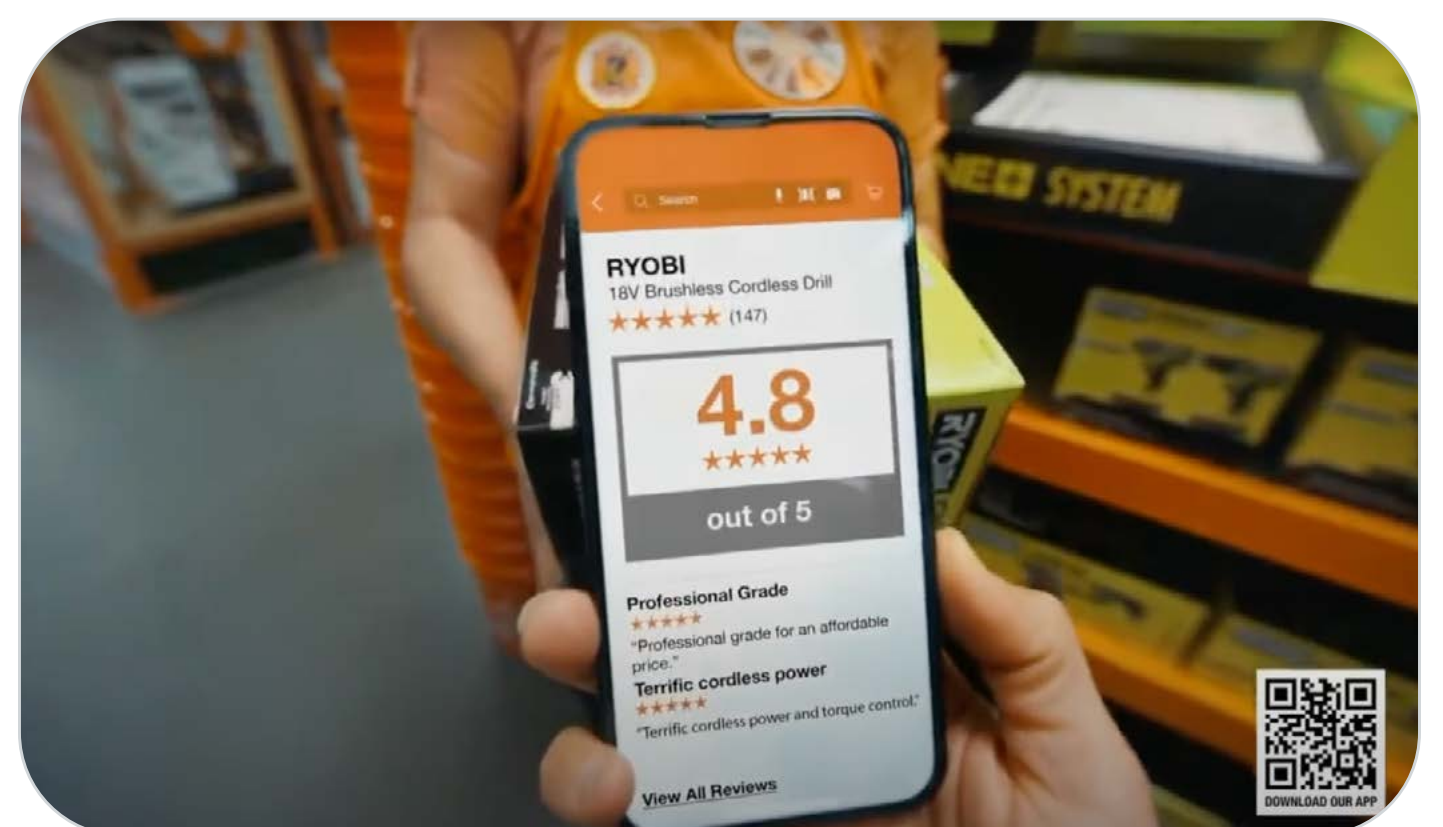 NE+ SYSTEM
Search
RYOBI
18V Brushless Cordless Drill
(147)
4.8
out of 5
RYOBI
Professional Grade
"Professional grade for an affordable
price."
Terrific cordless power
"Terrific cordless power and torque control."
View All Reviews
DOWNLOAD OUR APP